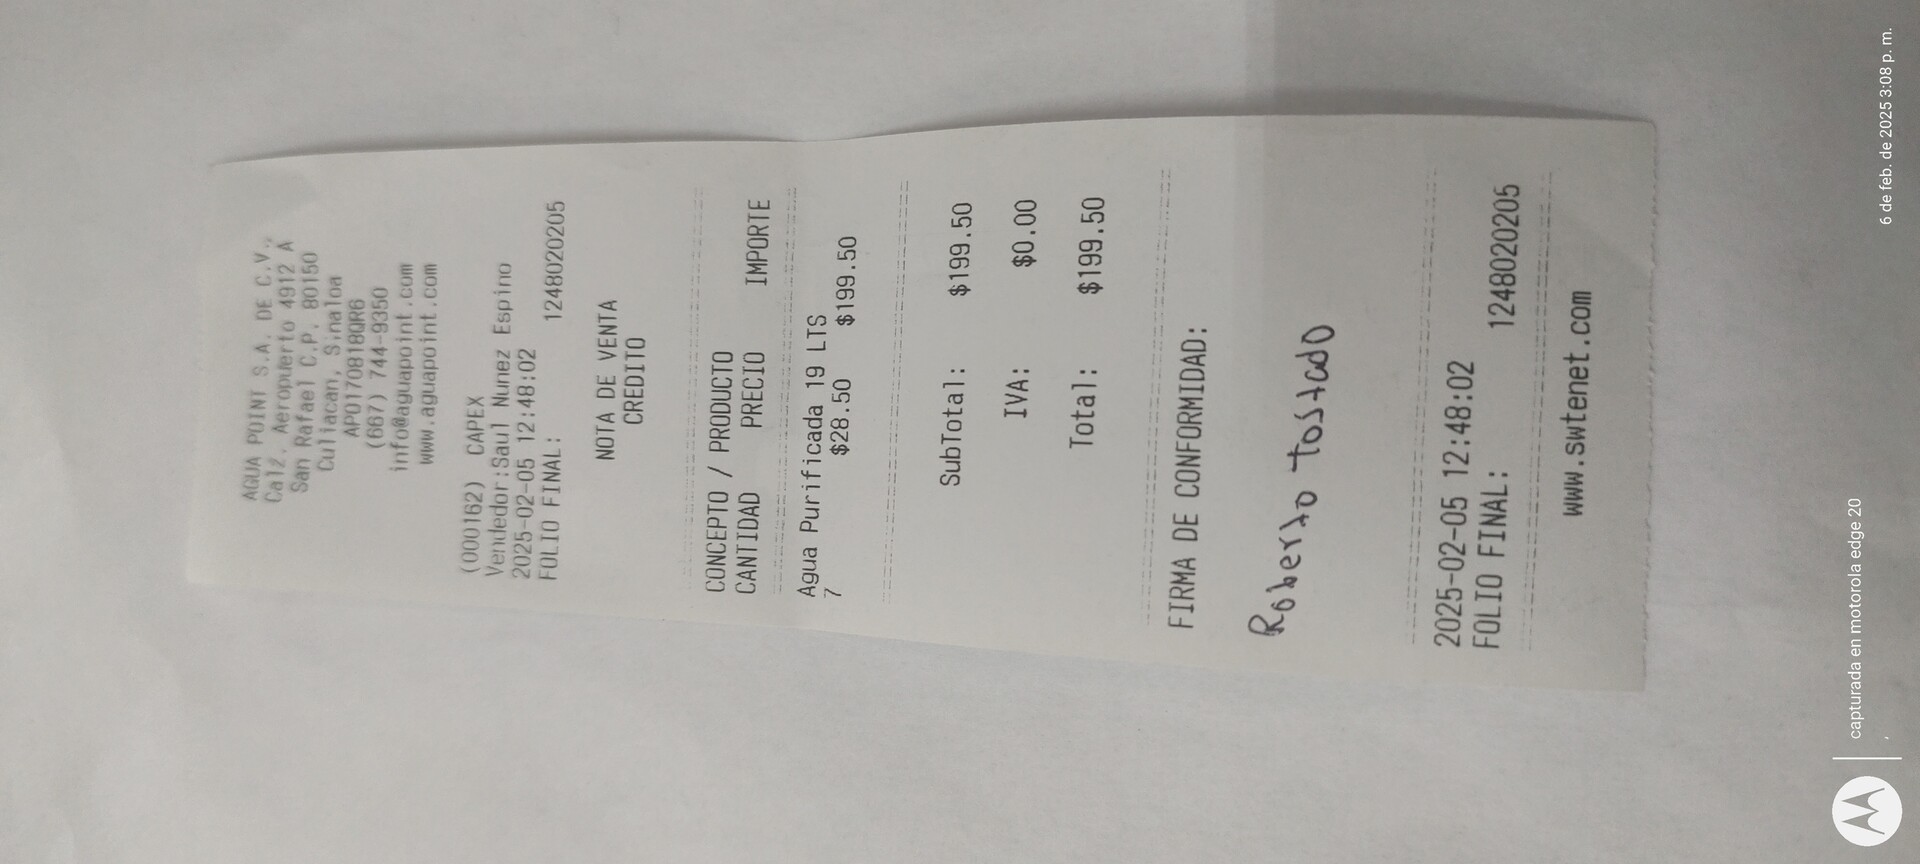 AGUA POINT S.A. DE C.V.,
Calz. Aeropuerto 4912 A
San Rafael C.P. 80150
Culiacan, Sinaloa
APO170818QR6
(667) 744-9350
info@aguapoint.com
www.aguapoint.com
(000162) CAPEX
Vendedor:Saul Nunez Espino
2025-02-05 12:48:02
FOLIO FINAL: 1248020205
NOTA DE VENTA
CREDITO
CONCEPTO / PRODUCTO
CANTIDAD PRECIO IMPORTE
Agua Purificada 19 LTS
7 $28.50 $199.50
SubTotal: $199.50
IVA: $0.00
Total: $199.50
FIRMA DE CONFORMIDAD:
Roberto tostado
2025-02-05 12:48:02
FOLIO FINAL: 1248020205
www.swtenet.com
capturada en motorola edge 20
, 6 de feb. de 2025 3:08 p. m.